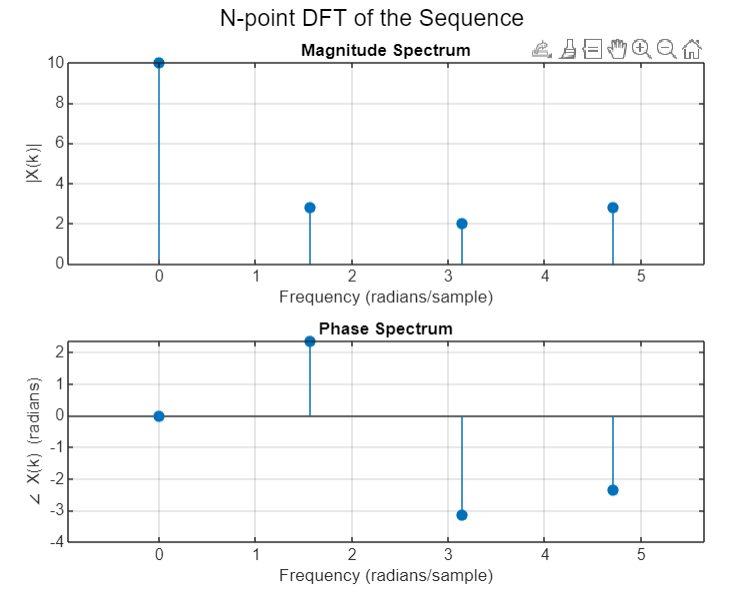 N-point DFT of the Sequence
Magnitude Spectrum
|X(k)|
10
8
6
4
2
0
0 1 2 3 4 5
Frequency (radians/sample)
Phase Spectrum
∠ X(k) (radians)
2
1
0
-1
-2
-3
-4
0 1 2 3 4 5
Frequency (radians/sample)